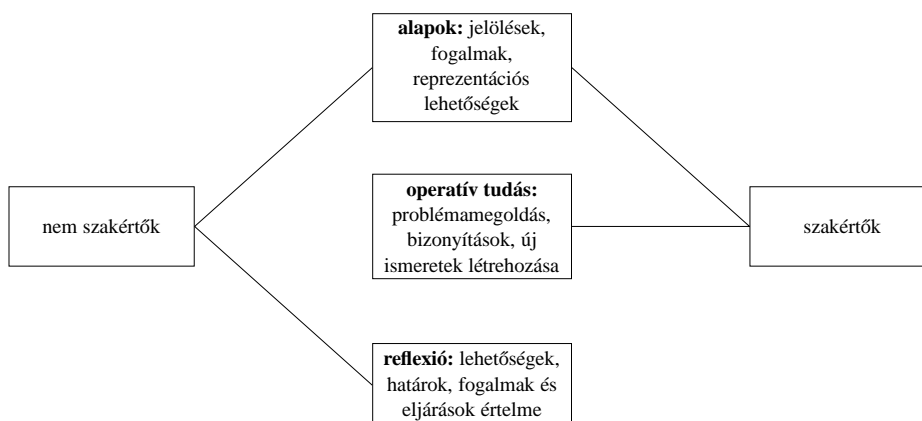 alapok: jelölések,
fogalmak,
reprezentációs
lehetőségek
nem szakértők
operatív tudás:
problémamegoldás,
bizonyítások, új
ismeretek létrehozása
szakértők
reflexió: lehetőségek,
határok, fogalmak és
eljárások értelme